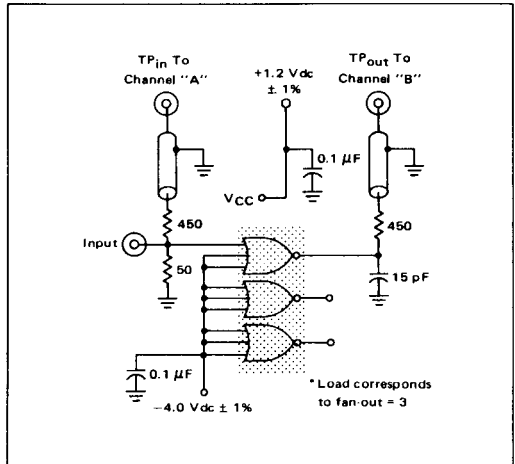 TPin To
Channel "A"
+1.2 Vdc
± 1%
TPout To
Channel "B"
0.1 µF
VCC
450
450
Input
50
15 pF
0.1 µF
-4.0 Vdc ± 1%
* Load corresponds
to fan-out = 3